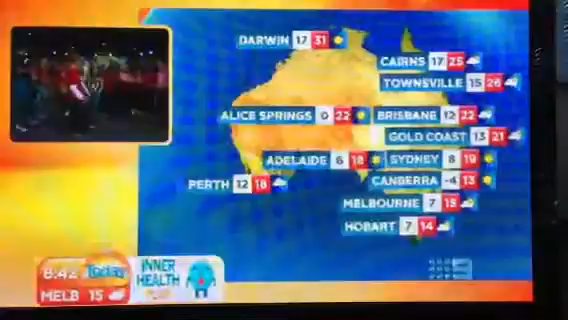 DARWIN 17 31
CAIRNS 17 25
TOWNSVILLE 15 26
ALICE SPRINGS 0 22
BRISBANE 12 22
GOLD COAST 13 21
ADELAIDE 6 18
SYDNEY 8 19
PERTH 12 18
CANBERRA -4 13
MELBOURNE 7 15
HOBART 7 14
8:42 Today
MELB 15
INNER
HEALTH
PLUS